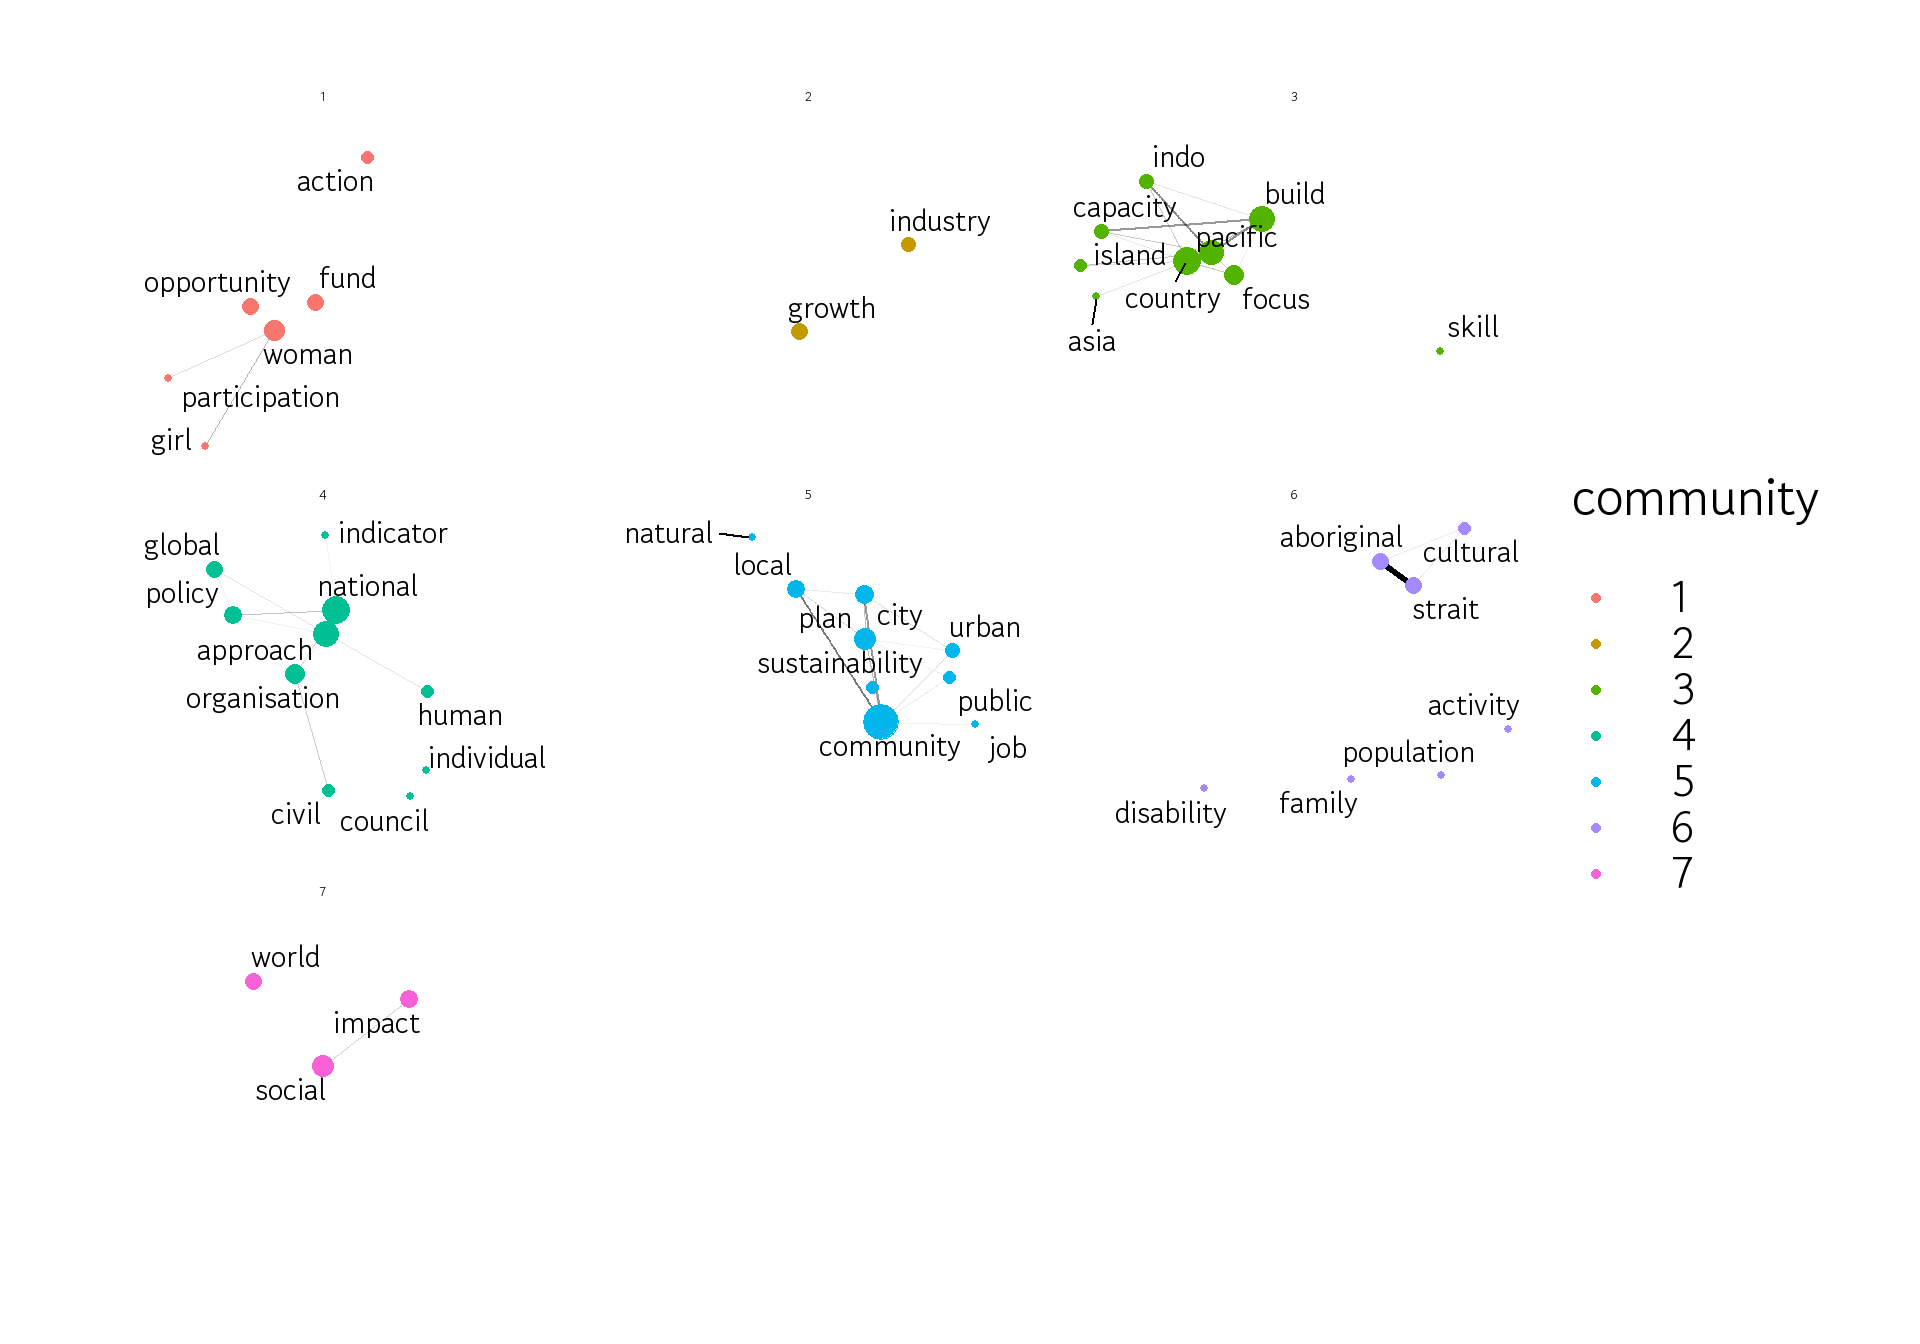 1
action
opportunity
fund
woman
participation
girl
2
industry
growth
3
indo
build
capacity
pacific
island
country
focus
asia
skill
4
indicator
global
national
policy
approach
organisation
human
individual
civil
council
5
natural
local
plan
city
urban
sustainability
public
community
job
6
aboriginal
cultural
strait
activity
population
family
disability
7
world
impact
social
community
1
2
3
4
5
6
7